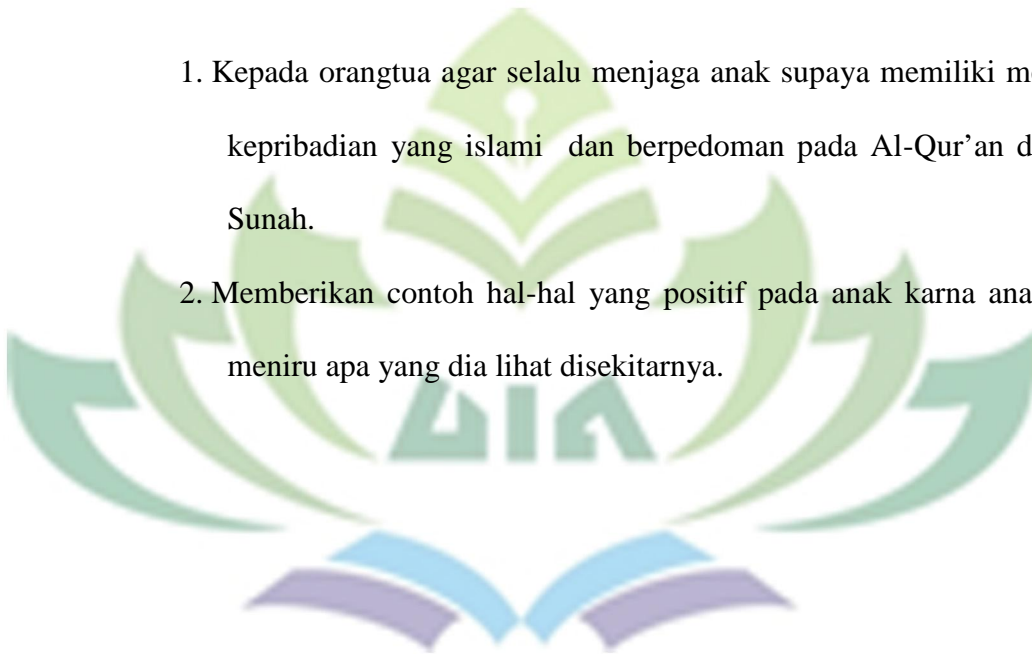 1. Kepada orangtua agar selalu menjaga anak supaya memiliki
kepribadian yang islami dan berpedoman pada Al-Qur’an
Sunah.
2. Memberikan contoh hal-hal yang positif pada anak karna
meniru apa yang dia lihat disekitarnya.